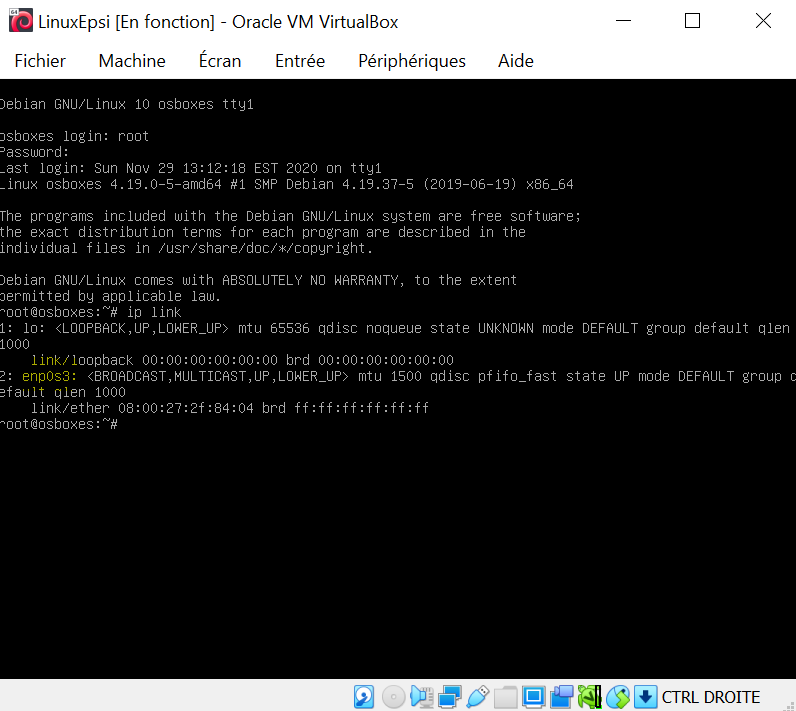 64
LinuxEpsi [En fonction] - Oracle VM VirtualBox
Fichier Machine Écran Entrée Périphériques Aide
Debian GNU/Linux 10 osboxes tty1
osboxes login: root
Password:
Last login: Sun Nov 29 13:12:18 EST 2020 on tty1
Linux osboxes 4.19.0-5-amd64 #1 SMP Debian 4.19.37-5 (2019-06-19) x86_64
The programs included with the Debian GNU/Linux system are free software;
the exact distribution terms for each program are described in the
individual files in /usr/share/doc/*/copyright.
Debian GNU/Linux comes with ABSOLUTELY NO WARRANTY, to the extent
permitted by applicable law.
root@osboxes:~# ip link
1: lo: <LOOPBACK,UP,LOWER_UP> mtu 65536 qdisc noqueue state UNKNOWN mode DEFAULT group default qlen
1000
link/loopback 00:00:00:00:00:00 brd 00:00:00:00:00:00
2: enp0s3: <BROADCAST,MULTICAST,UP,LOWER_UP> mtu 1500 qdisc pfifo_fast state UP mode DEFAULT group d
efault qlen 1000
link/ether 08:00:27:2f:84:04 brd ff:ff:ff:ff:ff:ff
root@osboxes:~#
CTRL DROITE